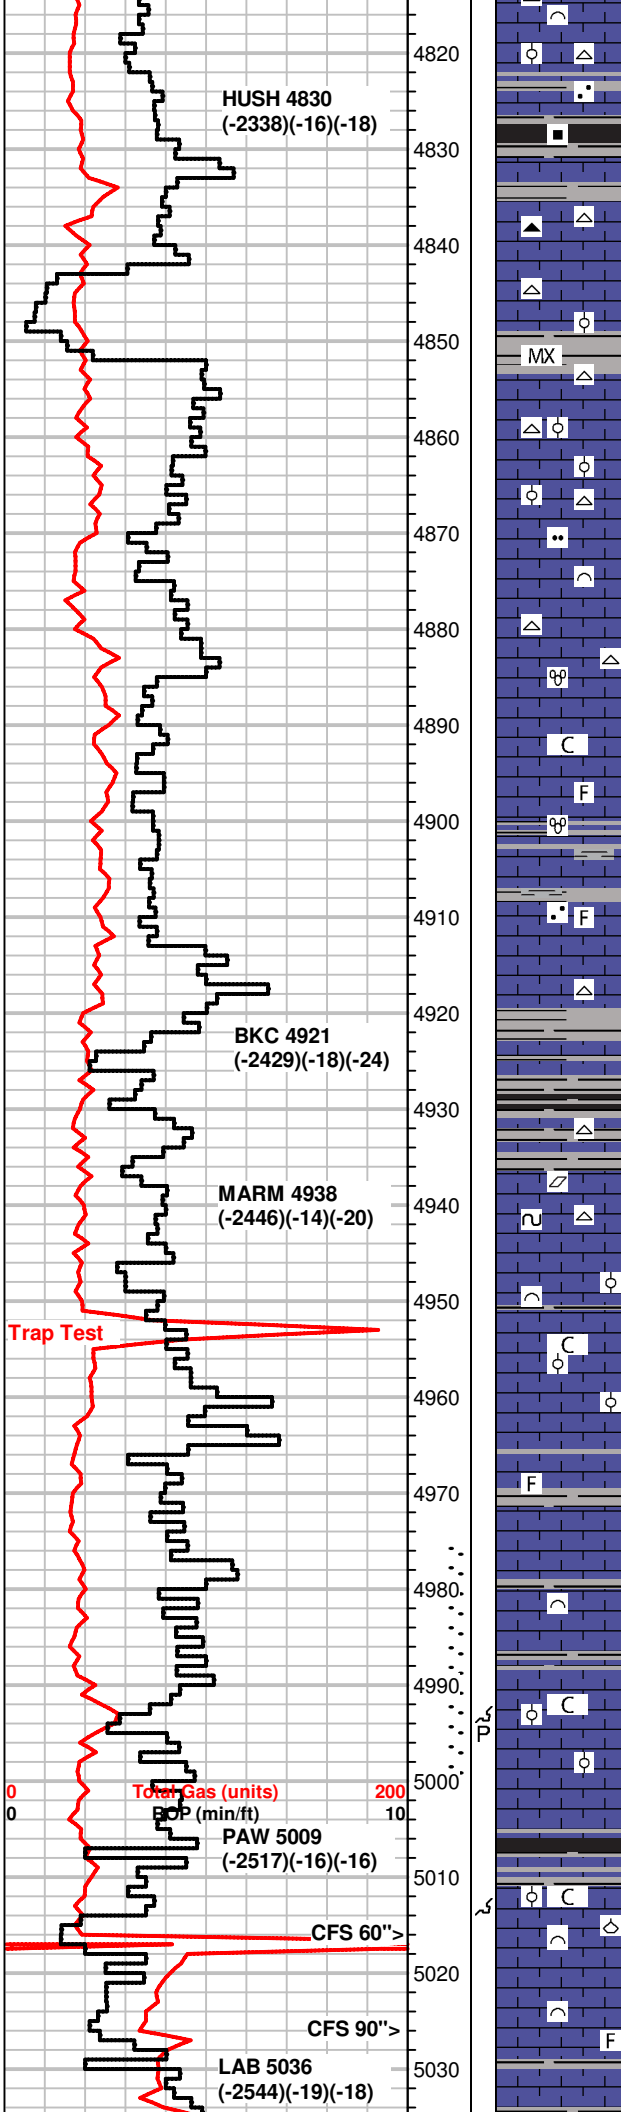 4820
HUSH 4830
(-2338)(-16)(-18)
4830
4840
4850
MX
4860
4870
4880
4890
C
F
4900
4910
F
4920
BKC 4921
(-2429)(-18)(-24)
4930
MARM 4938
(-2446)(-14)(-20)
4940
4950
Trap Test
C
4960
F
4970
4980
4990
C
P
5000
0 Total Gas (units) 200
0 ROP (min/ft) 10
PAW 5009
(-2517)(-16)(-16)
5010
C
CFS 60">
5020
CFS 90">
F
LAB 5036
(-2544)(-19)(-18)
5030